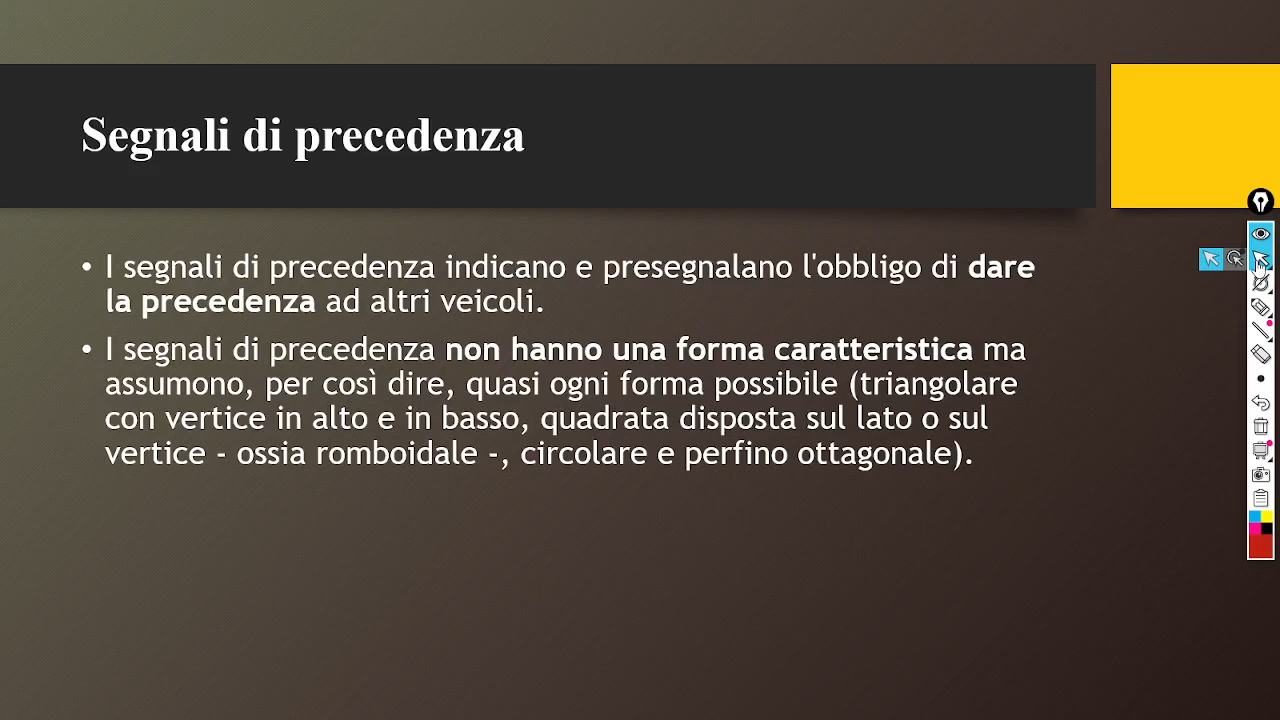 Segnali di precedenza
• I segnali di precedenza indicano e presegnalano l'obbligo di dare
la precedenza ad altri veicoli.
• I segnali di precedenza non hanno una forma caratteristica ma
assumono, per così dire, quasi ogni forma possibile (triangolare
con vertice in alto e in basso, quadrata disposta sul lato o sul
vertice - ossia romboidale -, circolare e perfino ottagonale).